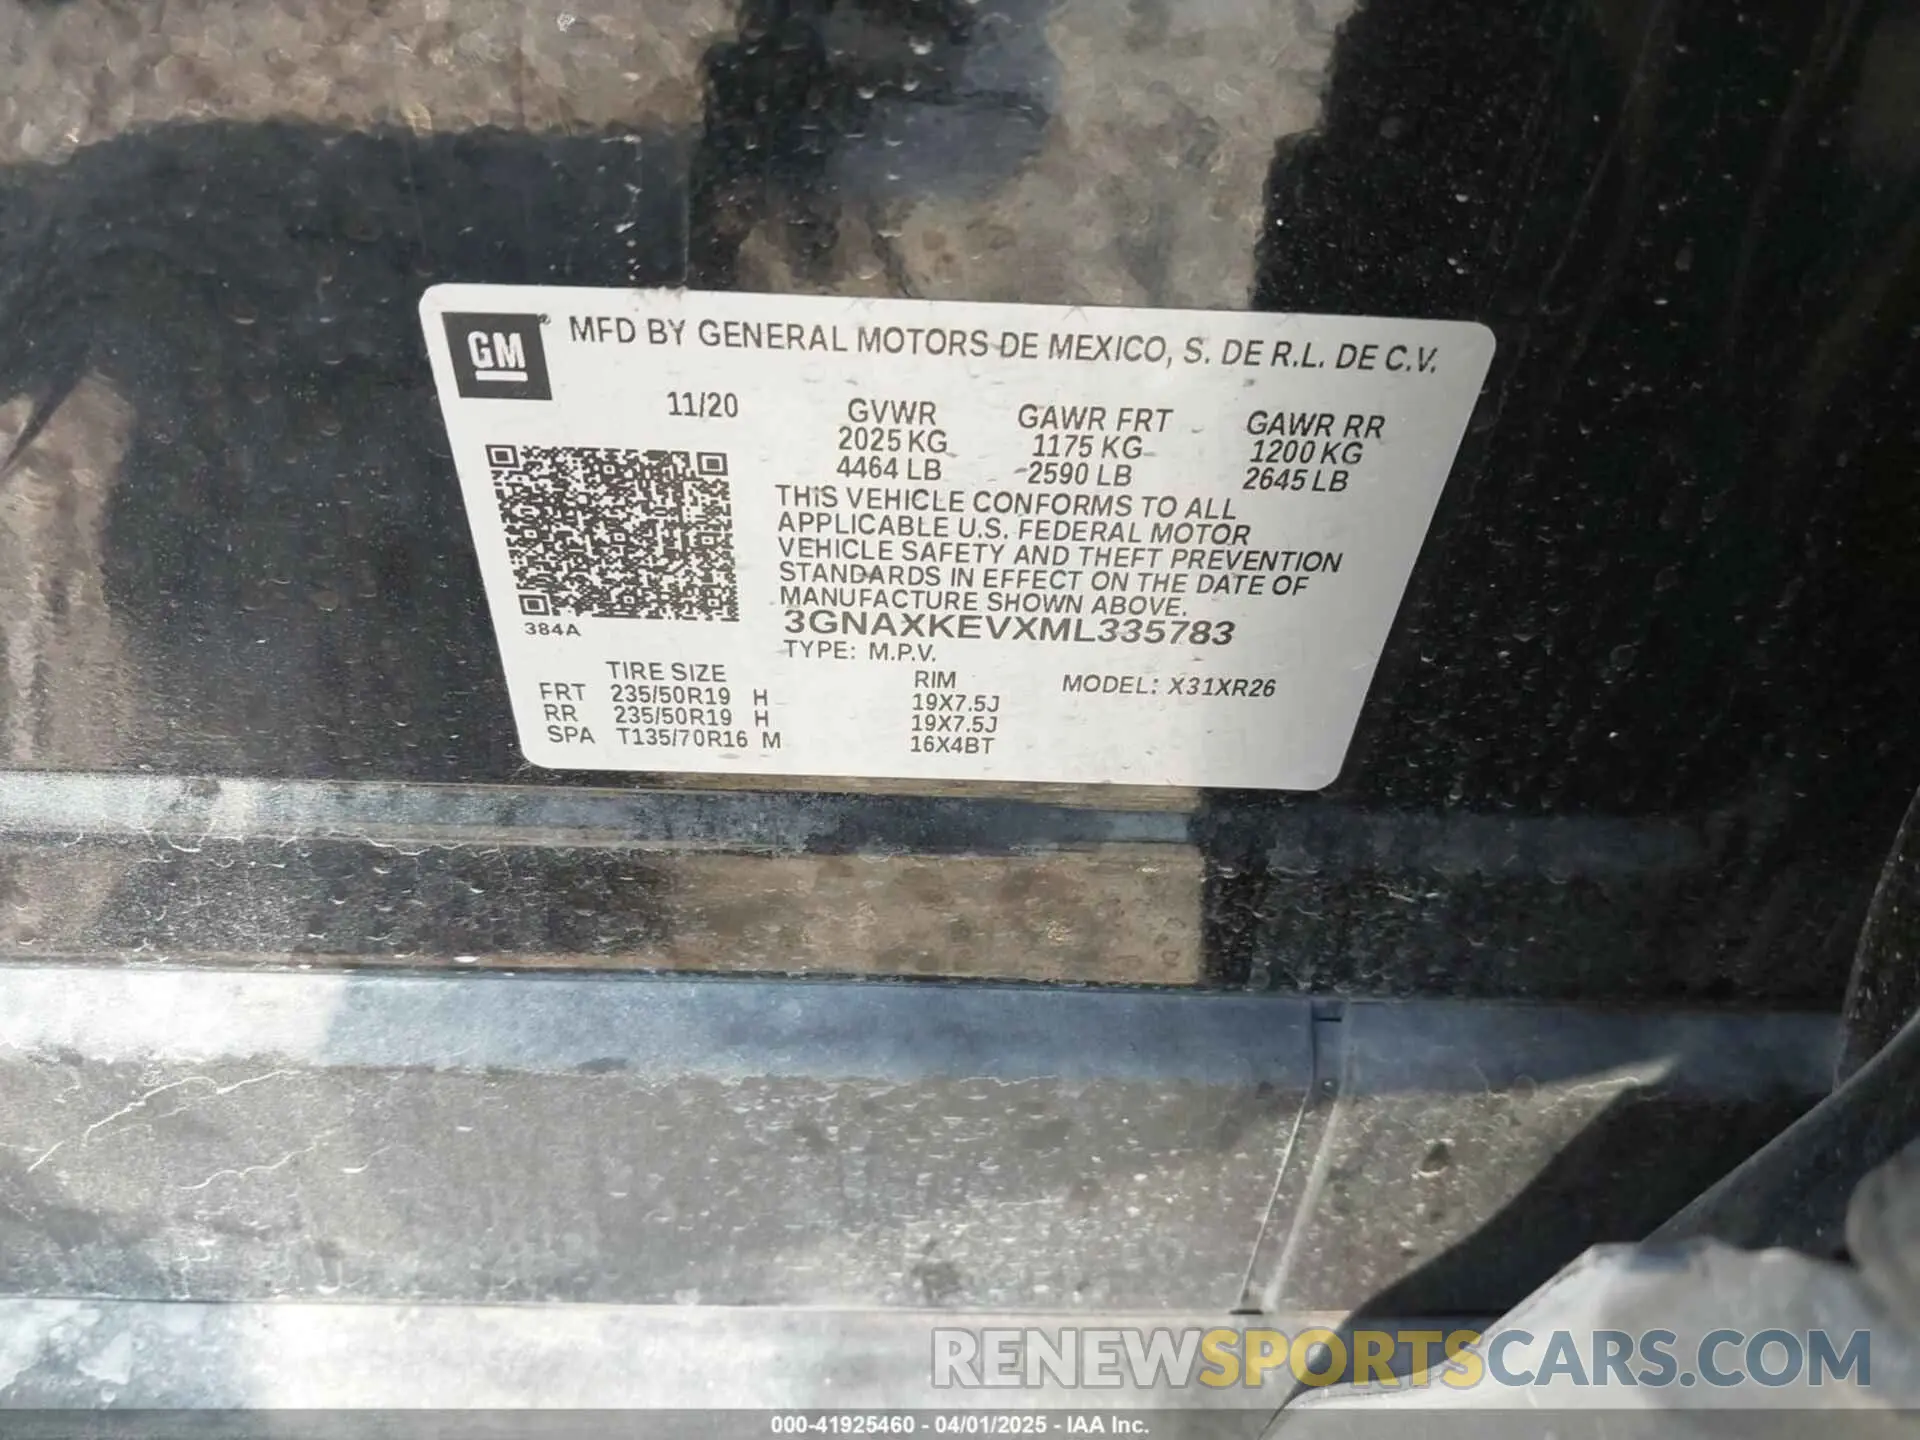 GM® MFD BY GENERAL MOTORS DE MEXICO, S. DE R.L. DE C.V.
11/20
GVWR GAWR FRT GAWR RR
2025 KG 1175 KG 1200 KG
4464 LB 2590 LB 2645 LB
THIS VEHICLE CONFORMS TO ALL
APPLICABLE U.S. FEDERAL MOTOR
VEHICLE SAFETY AND THEFT PREVENTION
STANDARDS IN EFFECT ON THE DATE OF
MANUFACTURE SHOWN ABOVE.
384A
3GNAXKEVXML335783
TYPE: M.P.V.
TIRE SIZE RIM MODEL: X31XR26
FRT 235/50R19 H 19X7.5J
RR 235/50R19 H 19X7.5J
SPA T135/70R16 M 16X4BT
RENEWSPORTSCARS.COM
000-41925460 - 04/01/2025 - IAA Inc.